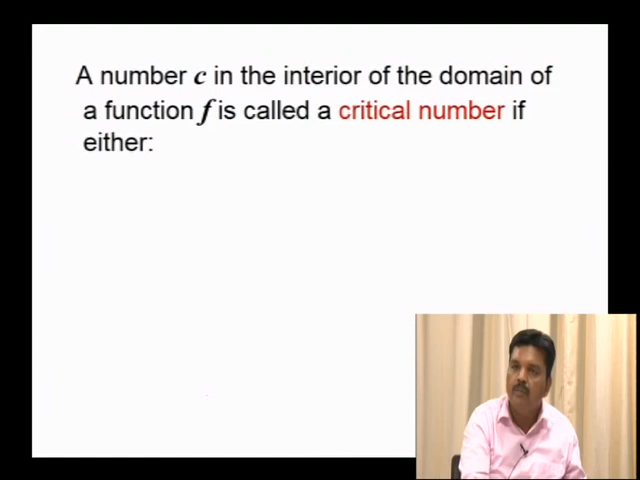 A number c in the interior of the domain of
a function f is called a critical number if
either: